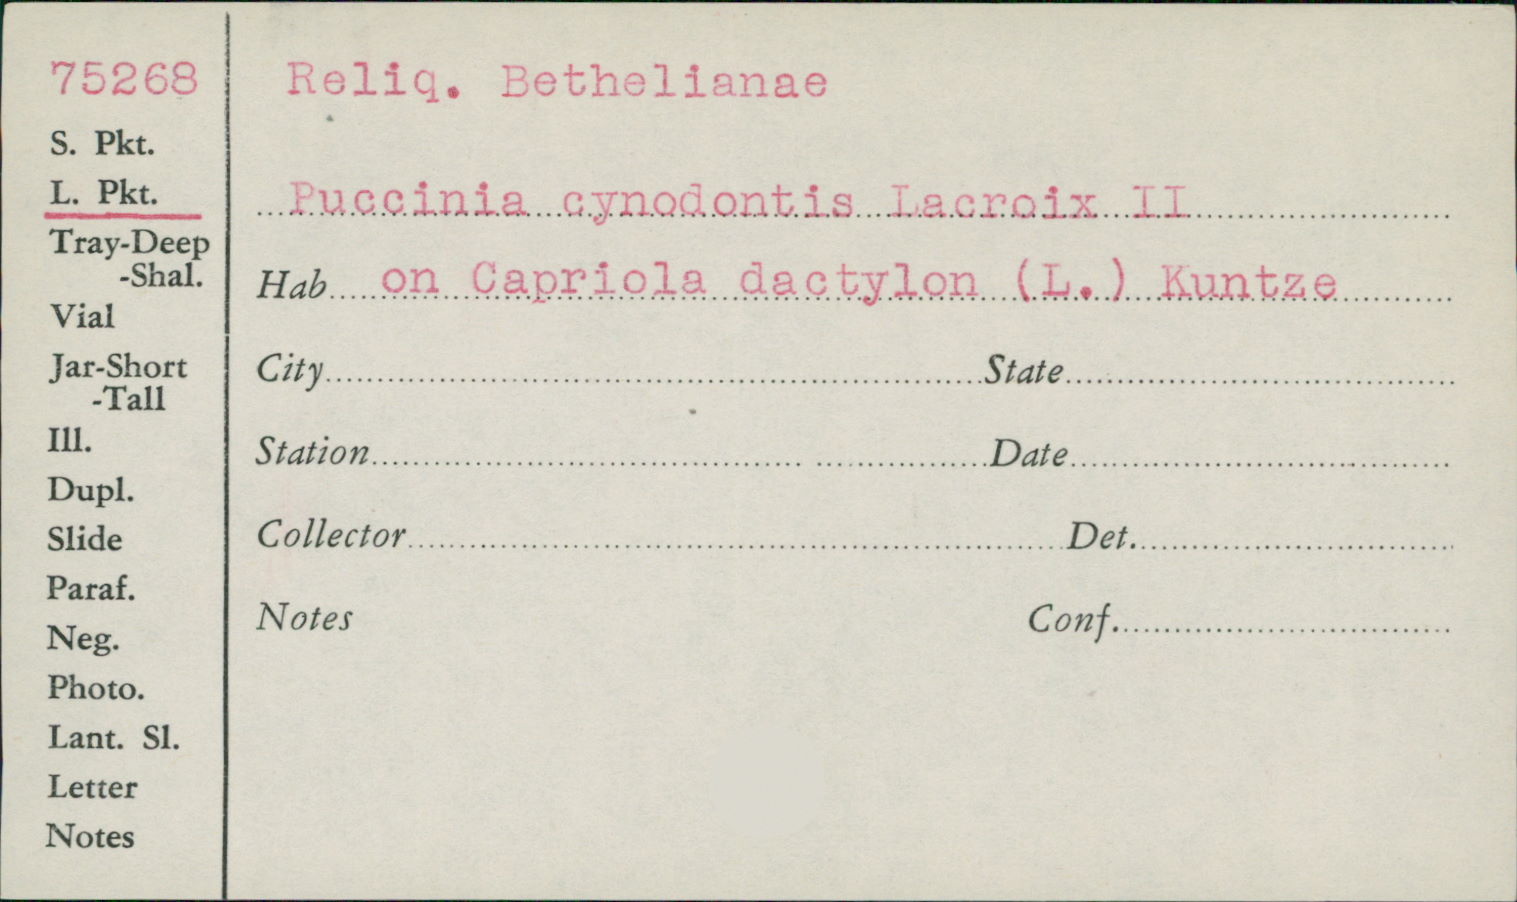 75268
S. Pkt.
L. Pkt.
Tray-Deep
-Shal.
Vial
Jar-Short
-Tall
Ill.
Dupl.
Slide
Paraf.
Neg.
Photo.
Lant. Sl.
Letter
Notes
Reliq. Bethelianae
Puccinia cynodontis Lacroix II
Hab on Capriola dactylon (L.) Kuntze
City State
Station Date
Collector Det.
Notes Conf.